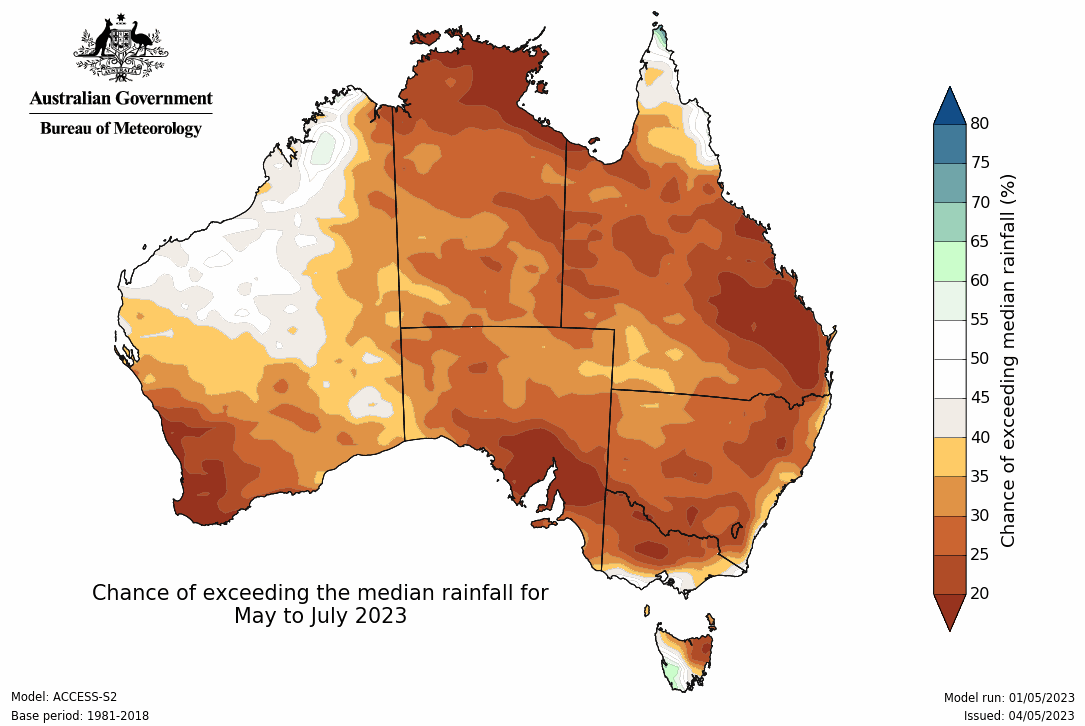 AUSTRALIA
Australian Government
Bureau of Meteorology
80
75
70
65
60
55
50
45
40
35
30
25
20
Chance of exceeding median rainfall (%)
Chance of exceeding the median rainfall for
May to July 2023
Model: ACCESS-S2
Base period: 1981-2018
Model run: 01/05/2023
Issued: 04/05/2023